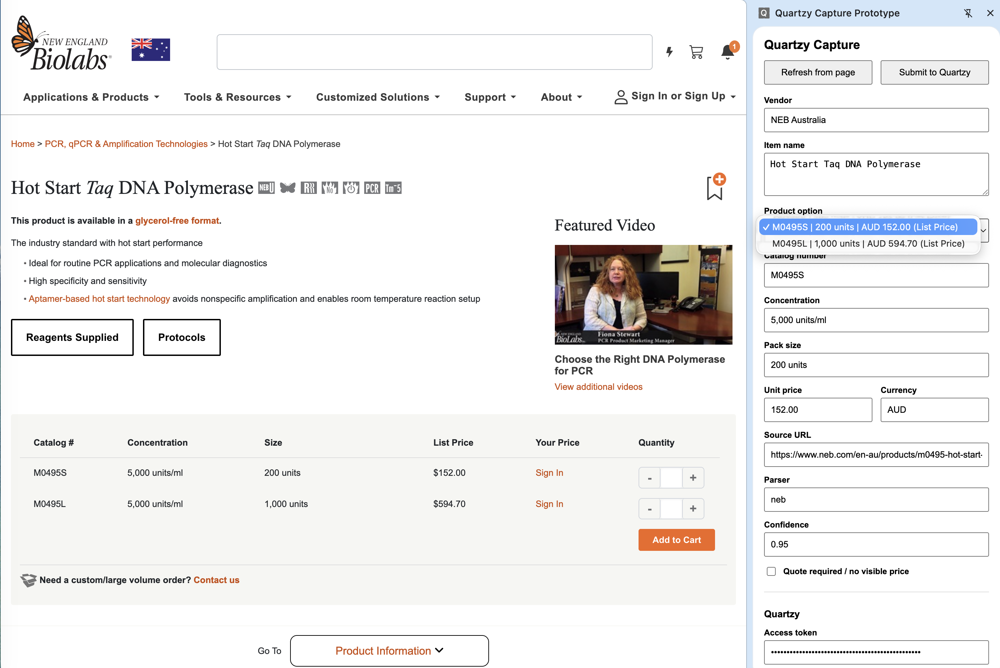 NEW ENGLAND
BioLabs®
1
Applications & Products
Tools & Resources
Customized Solutions
Support
About
Sign In or Sign Up
Home > PCR, qPCR & Amplification Technologies > Hot Start Taq DNA Polymerase
Hot Start Taq DNA Polymerase NEBU RR No PCR Tm-5
This product is available in a glycerol-free format.
The industry standard with hot start performance
• Ideal for routine PCR applications and molecular diagnostics
• High specificity and sensitivity
• Aptamer-based hot start technology avoids nonspecific amplification and enables room temperature reaction setup
Reagents Supplied
Protocols
Featured Video
NEW ENGLAND
BioLabs
Fiona Stewart
PCR Product Marketing Manager
Choose the Right DNA Polymerase
for PCR
View additional videos
Catalog # Concentration Size List Price Your Price Quantity
M0495S 5,000 units/ml 200 units $152.00 Sign In - +
M0495L 5,000 units/ml 1,000 units $594.70 Sign In - +
Add to Cart
Need a custom/large volume order? Contact us
Go To Product Information
Q Quartzy Capture Prototype
Quartzy Capture
Refresh from page
Submit to Quartzy
Vendor
NEB Australia
Item name
Hot Start Taq DNA Polymerase
Product option
✓ M0495S | 200 units | AUD 152.00 (List Price)
M0495L | 1,000 units | AUD 594.70 (List Price)
Catalog number
M0495S
Concentration
5,000 units/ml
Pack size
200 units
Unit price Currency
152.00 AUD
Source URL
https://www.neb.com/en-au/products/m0495-hot-start-
Parser
neb
Confidence
0.95
Quote required / no visible price
Quartzy
Access token